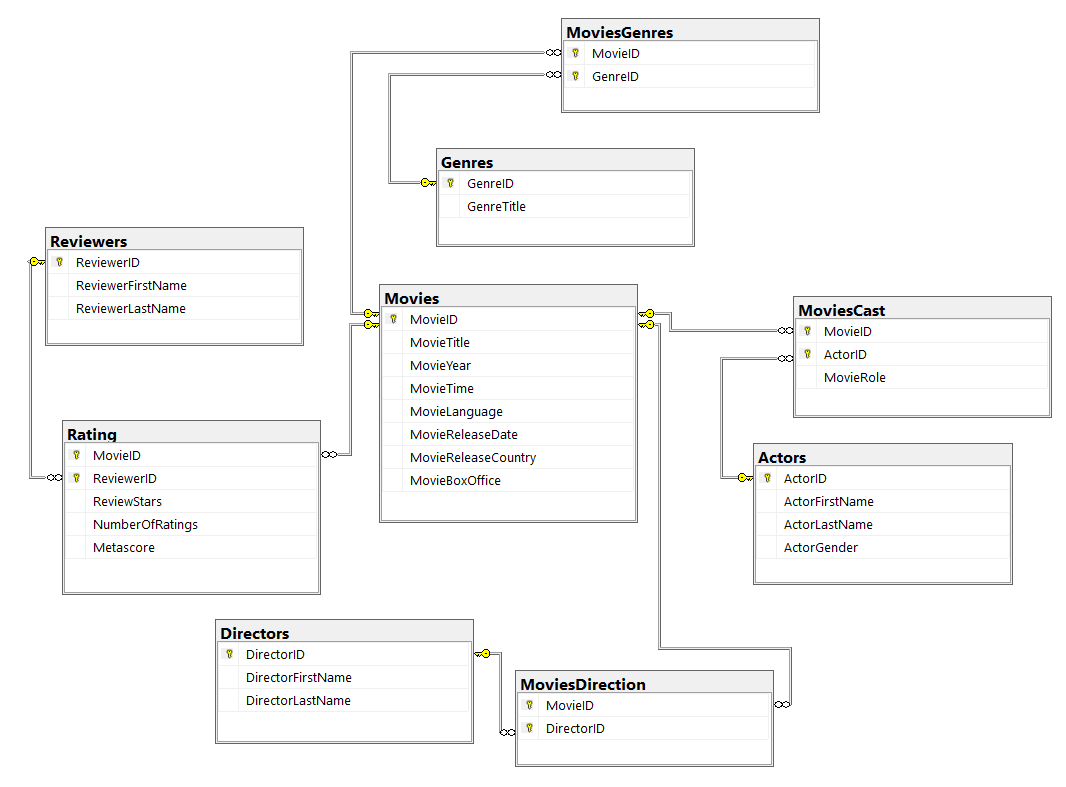 MoviesGenres
MovieID
GenreID
Genres
GenreID
GenreTitle
Reviewers
ReviewerID
ReviewerFirstName
ReviewerLastName
Movies
MovieID
MovieTitle
MovieYear
MovieTime
MovieLanguage
MovieReleaseDate
MovieReleaseCountry
MovieBoxOffice
MoviesCast
MovieID
ActorID
MovieRole
Rating
MovieID
ReviewerID
ReviewStars
NumberOfRatings
Metascore
Actors
ActorID
ActorFirstName
ActorLastName
ActorGender
Directors
DirectorID
DirectorFirstName
DirectorLastName
MoviesDirection
MovieID
DirectorID